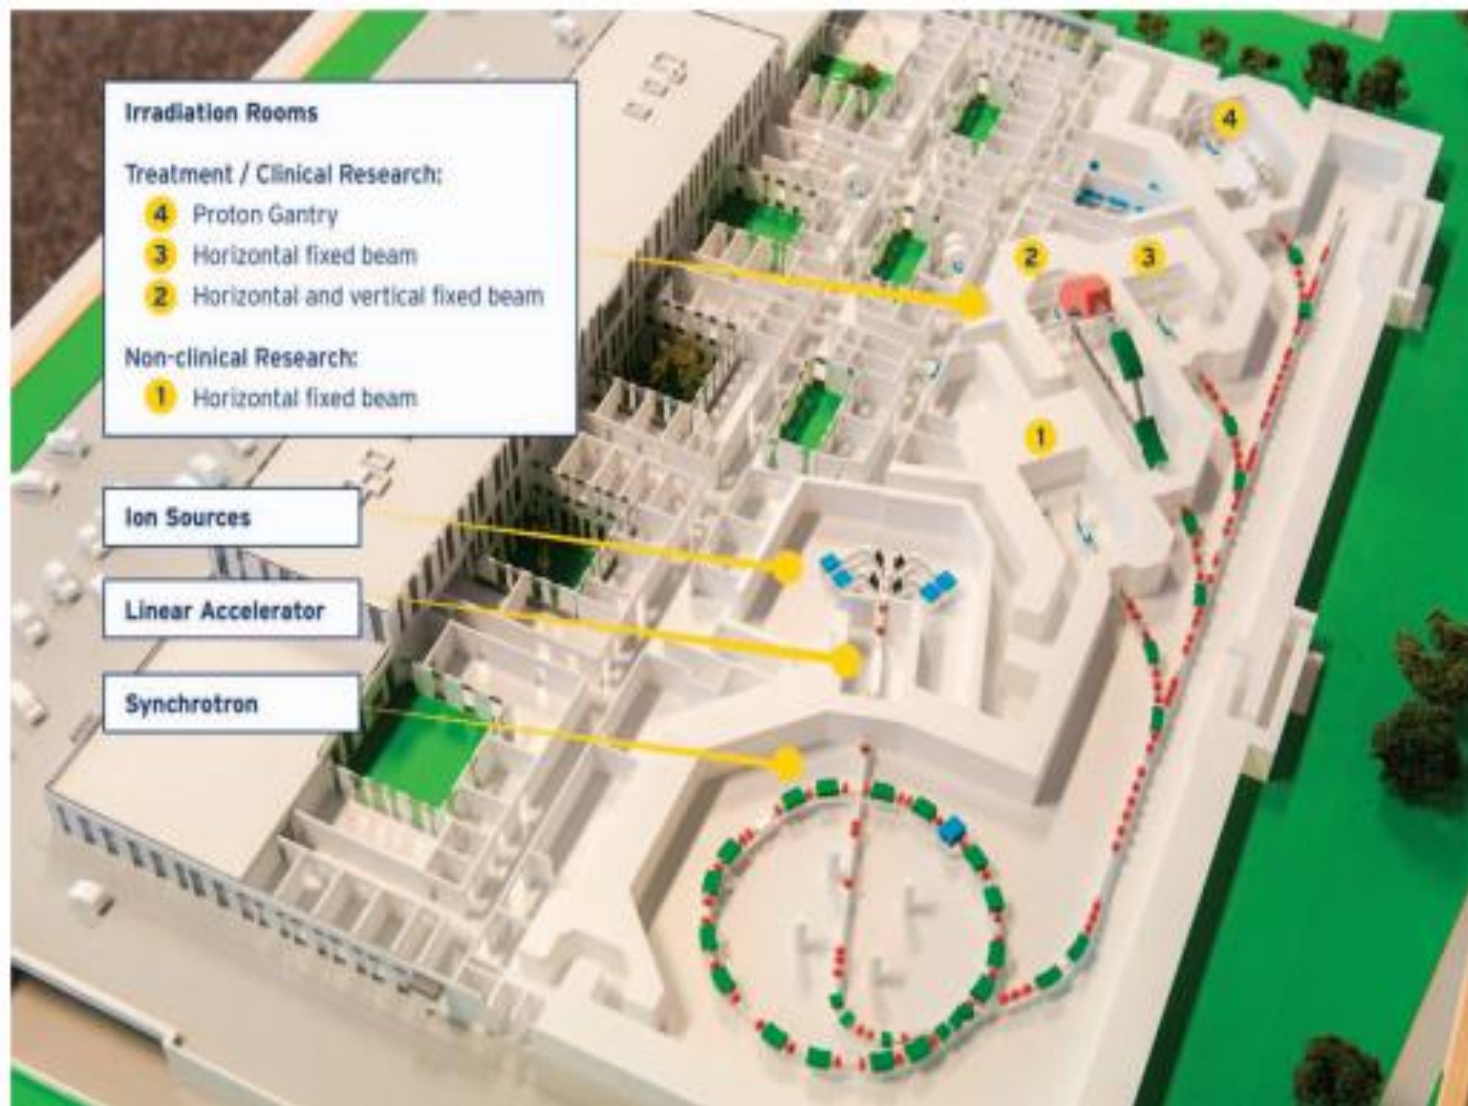 Irradiation Rooms
Treatment / Clinical Research:
4 Proton Gantry
3 Horizontal fixed beam
2 Horizontal and vertical fixed beam
Non-clinical Research:
1 Horizontal fixed beam
Ion Sources
Linear Accelerator
Synchrotron
4
2
3
1